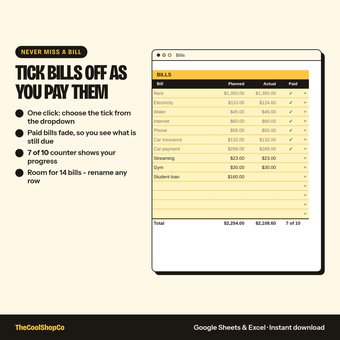 NEVER MISS A BILL
TICK BILLS OFF AS
YOU PAY THEM
One click: choose the tick from
the dropdown
Paid bills fade, so you see what is
still due
7 of 10 counter shows your
progress
Room for 14 bills - rename any
row
Bills
BILLS
Bill Planned Actual Paid
Rent $1,350.00 $1,350.00 ✓
Electricity $110.00 $124.60 ✓
Water $45.00 $45.00 ✓
Internet $60.00 $60.00 ✓
Phone $55.00 $55.00 ✓
Car insurance $132.00 $132.00 ✓
Car payment $289.00 $289.00 ✓
Streaming $23.00 $23.00
Gym $30.00 $30.00
Student loan $160.00
Total $2,254.00 $2,108.60 7 of 10
TheCoolShopCo
Google Sheets & Excel · Instant download